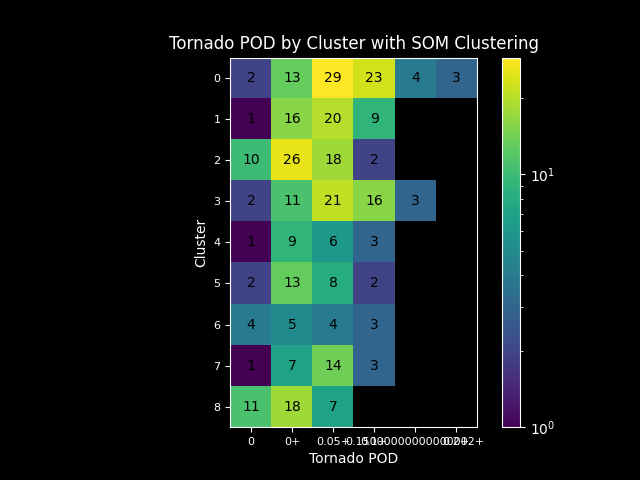 Tornado POD by Cluster with SOM Clustering
0 2 13 29 23 4 3
1 1 16 20 9
2 10 26 18 2
3 2 11 21 16 3
4 1 9 6 3
5 2 13 8 2
6 4 5 4 3
7 1 7 14 3
8 11 18 7
Cluster
0 0+ 0.05+
Tornado POD
10¹
10⁰